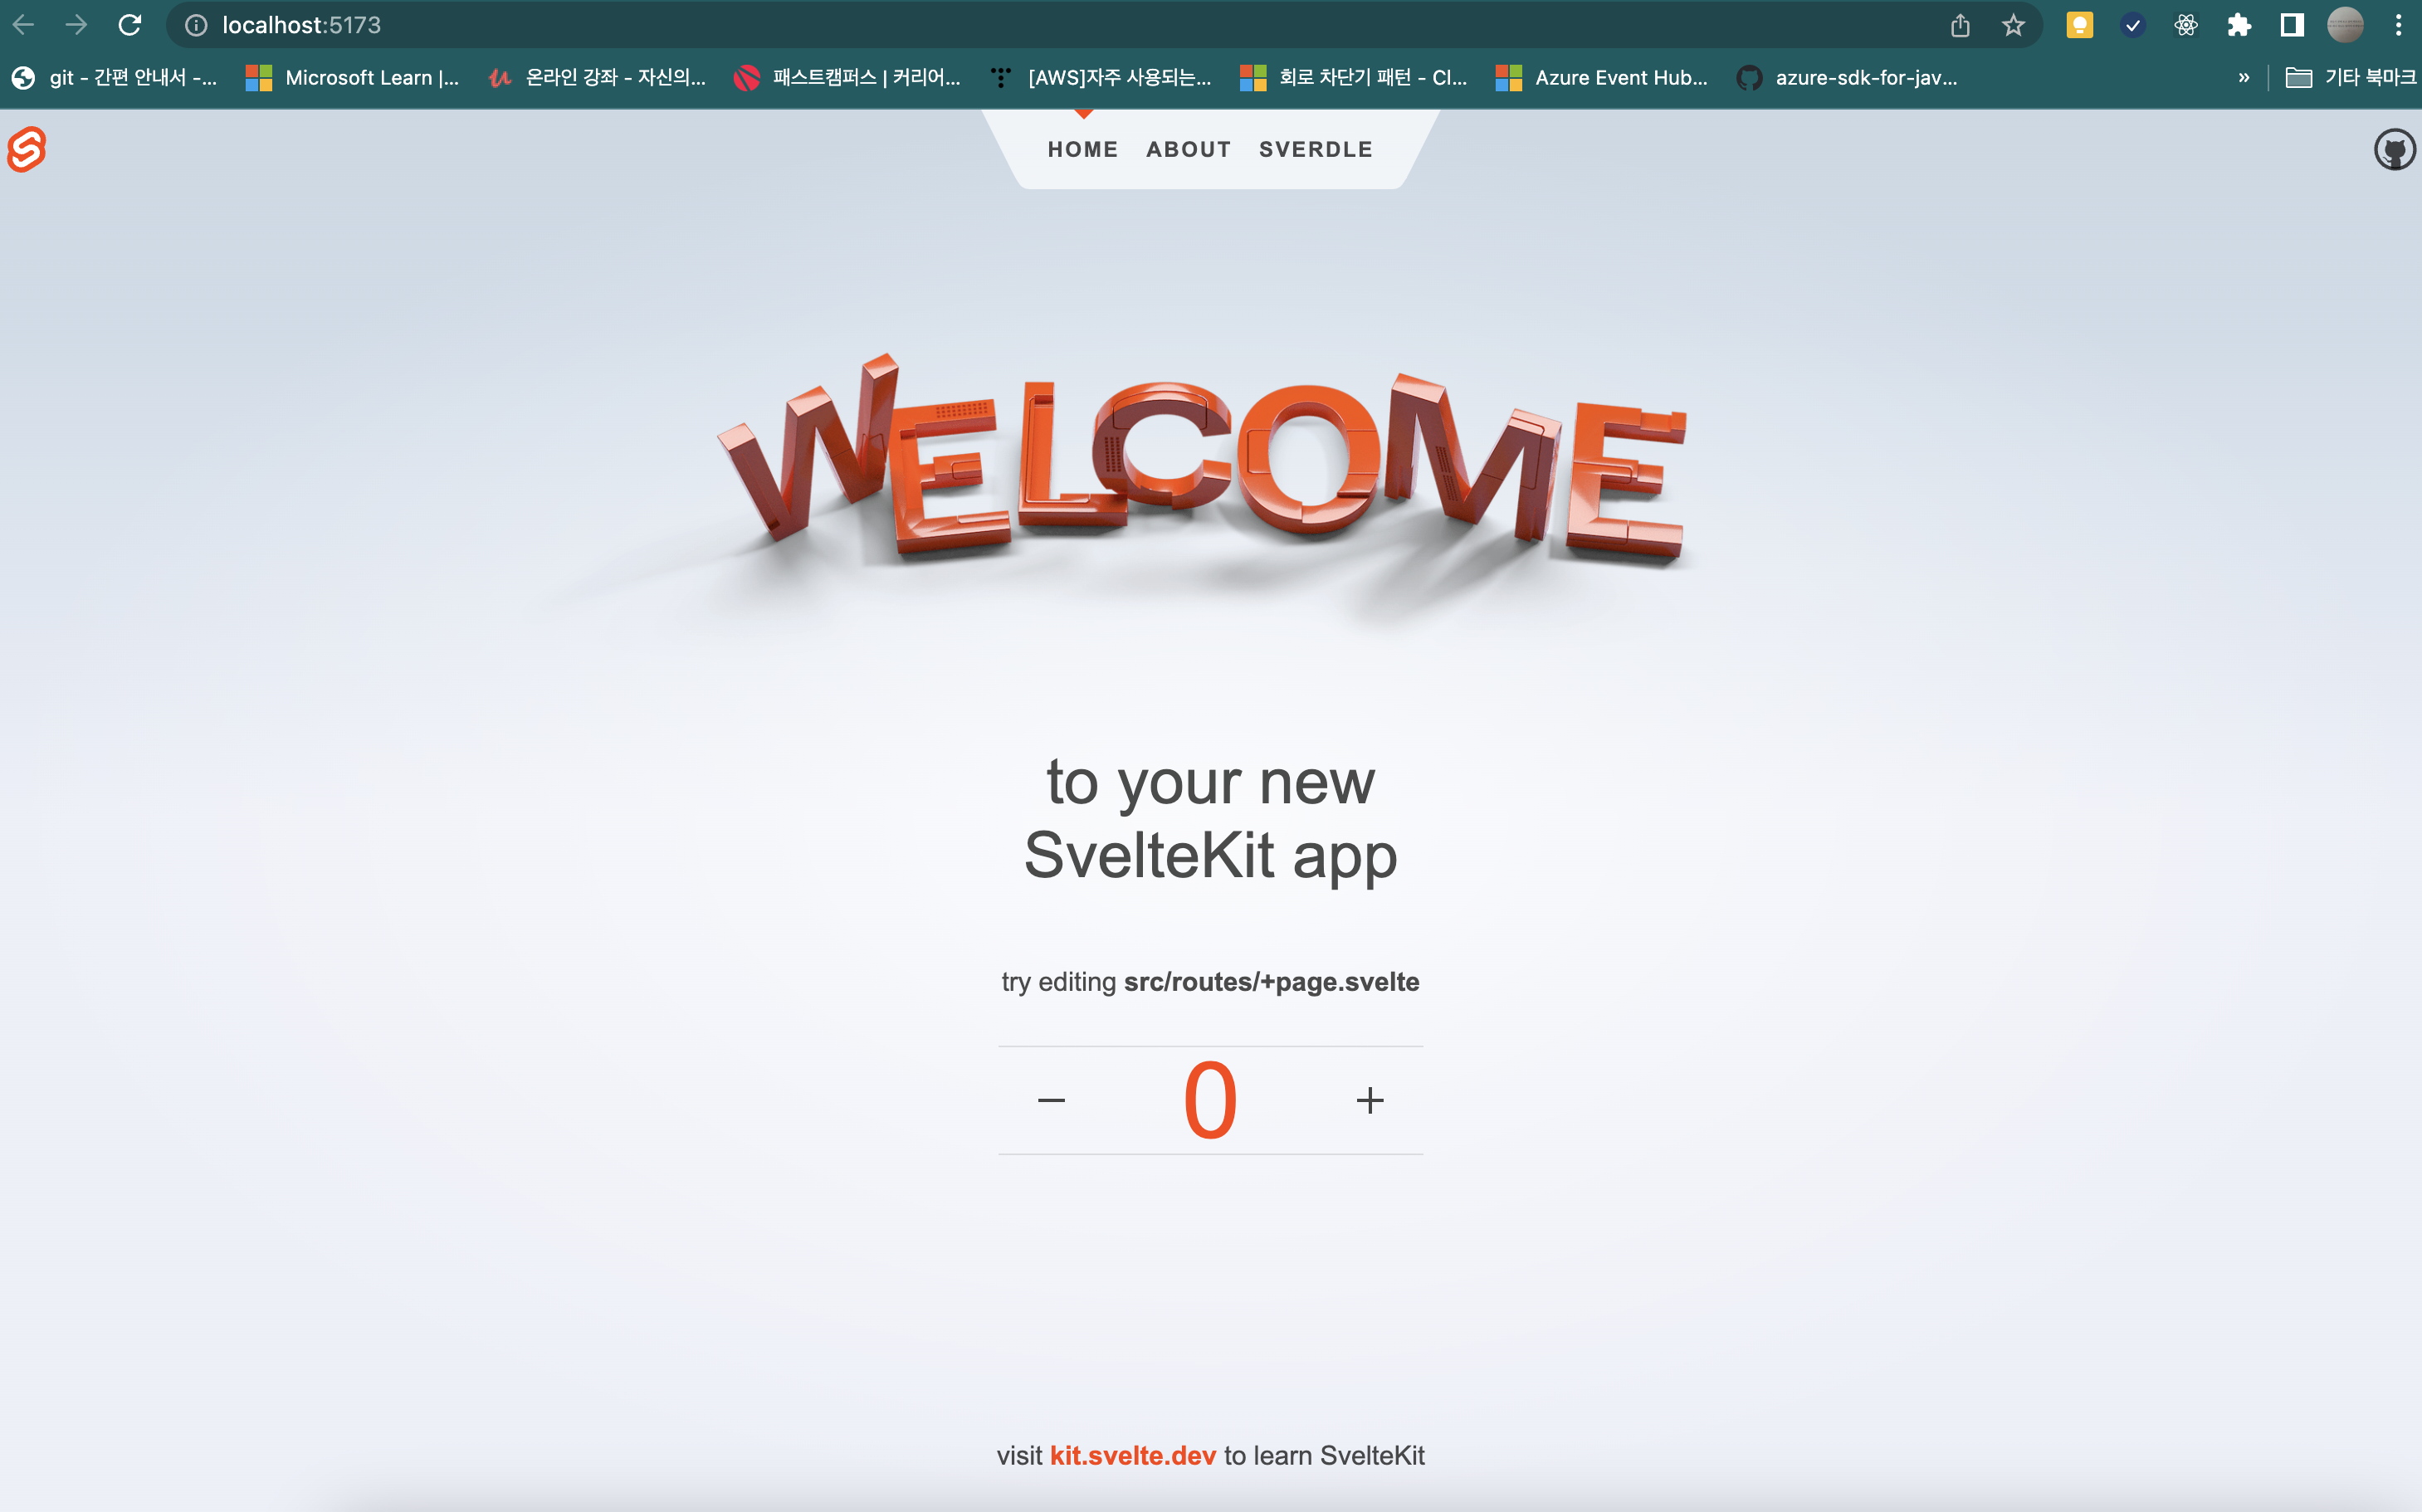 localhost:5173
git - 간편 안내서 -... Microsoft Learn |... 온라인 강좌 - 자신의... 패스트캠퍼스 | 커리어... [AWS]자주 사용되는... 회로 차단기 패턴 - Cl... Azure Event Hub... azure-sdk-for-jav... » 기타 북마크
HOME ABOUT SVERDLE
WELCOME
to your new
SvelteKit app
try editing src/routes/+page.svelte
− 0 +
visit kit.svelte.dev to learn SvelteKit